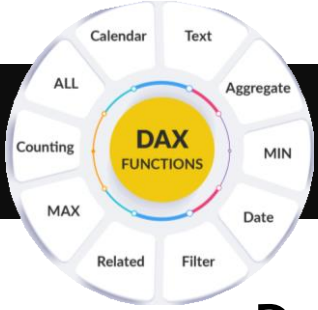 Calendar
Text
ALL
Aggregate
Counting
DAX
FUNCTIONS
MIN
MAX
Date
Related
Filter